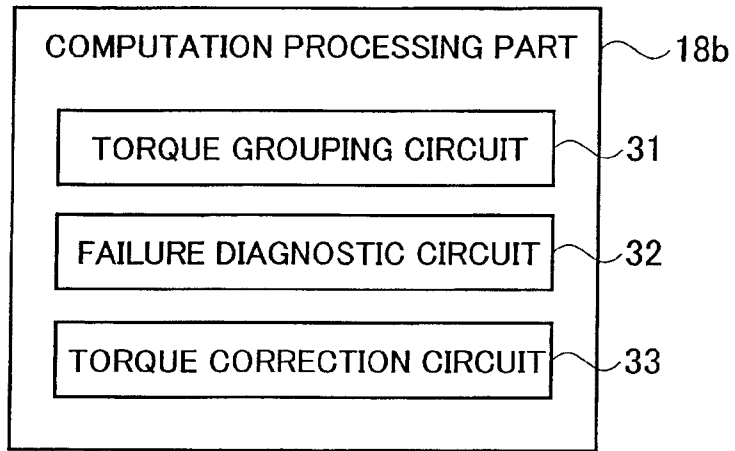 COMPUTATION PROCESSING PART 18b
TORQUE GROUPING CIRCUIT 31
FAILURE DIAGNOSTIC CIRCUIT 32
TORQUE CORRECTION CIRCUIT 33